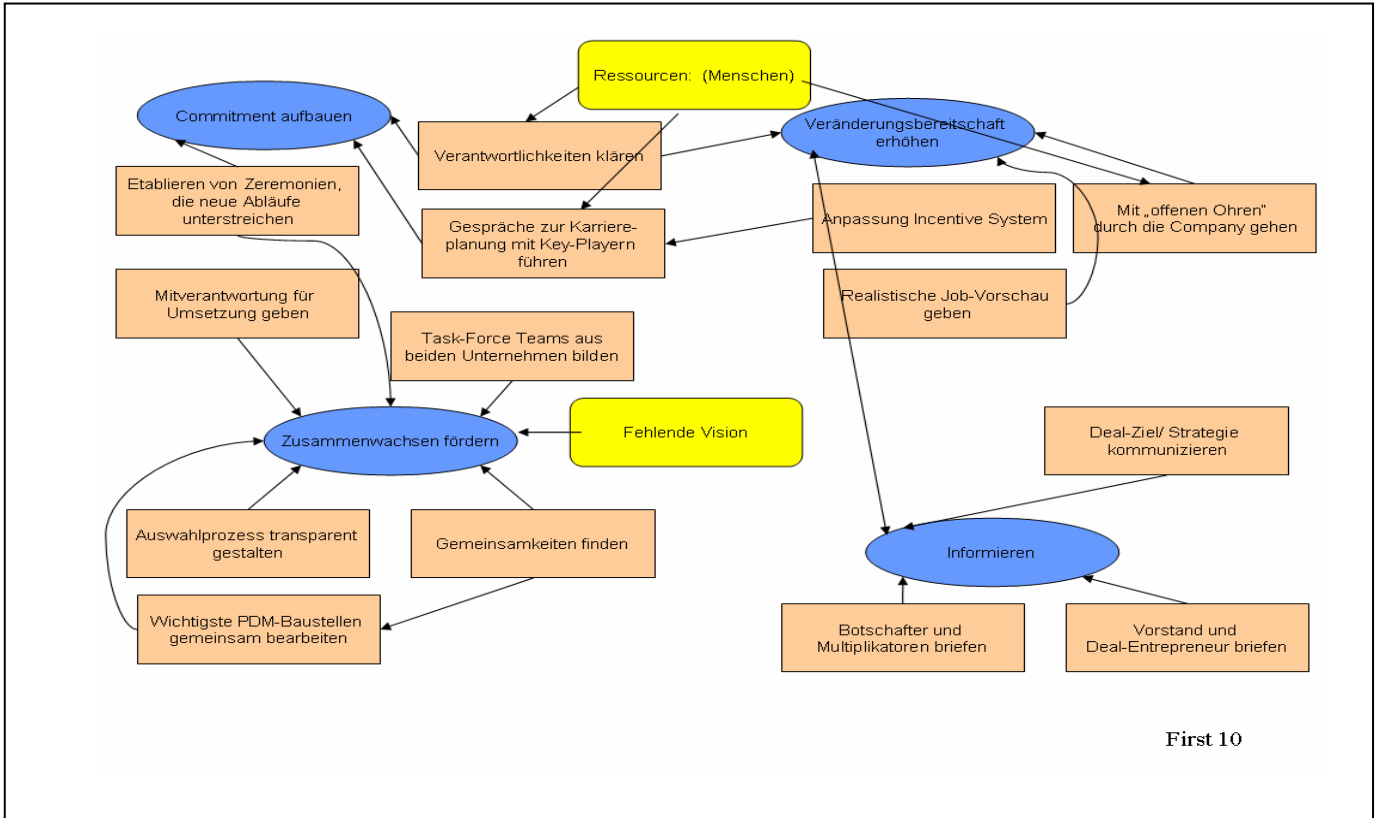 Ressourcen: (Menschen)
Commitment aufbauen
Veränderungsbereitschaft
erhöhen
Verantwortlichkeiten klären
Etablieren von Zeremonien,
die neue Abläufe
unterstreichen
Gespräche zur Karriere-
planung mit Key-Playern
führen
Anpassung Incentive System
Mit „offenen Ohren”
durch die Company gehen
Mitverantwortung für
Umsetzung geben
Realistische Job-Vorschau
geben
Task-Force Teams aus
beiden Unternehmen bilden
Zusammenwachsen fördern
Fehlende Vision
Deal-Ziel/ Strategie
kommunizieren
Auswahlprozess transparent
gestalten
Gemeinsamkeiten finden
Informieren
Wichtigste PDM-Baustellen
gemeinsam bearbeiten
Botschafter und
Multiplikatoren briefen
Vorstand und
Deal-Entrepreneur briefen
First 10